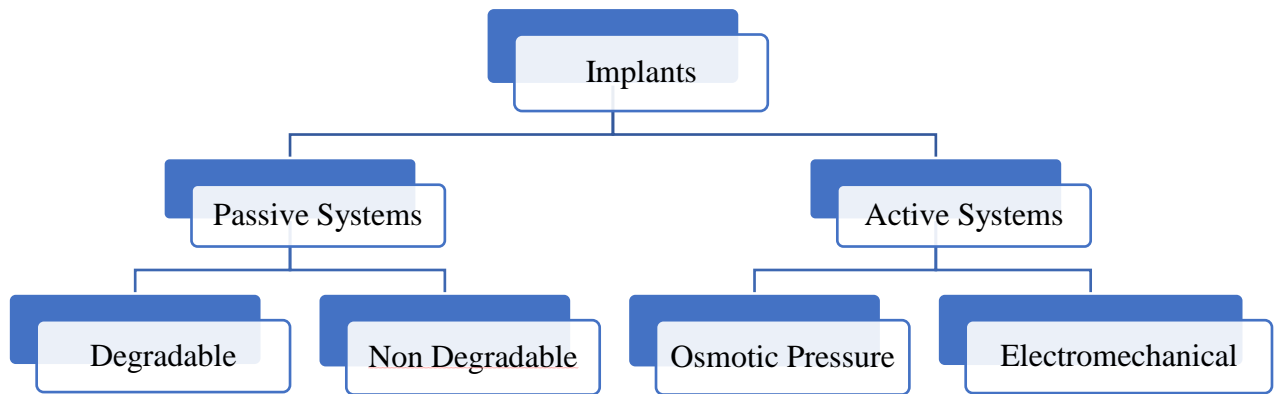 Implants
Passive Systems
Active Systems
Degradable
Non Degradable
Osmotic Pressure
Electromechanical